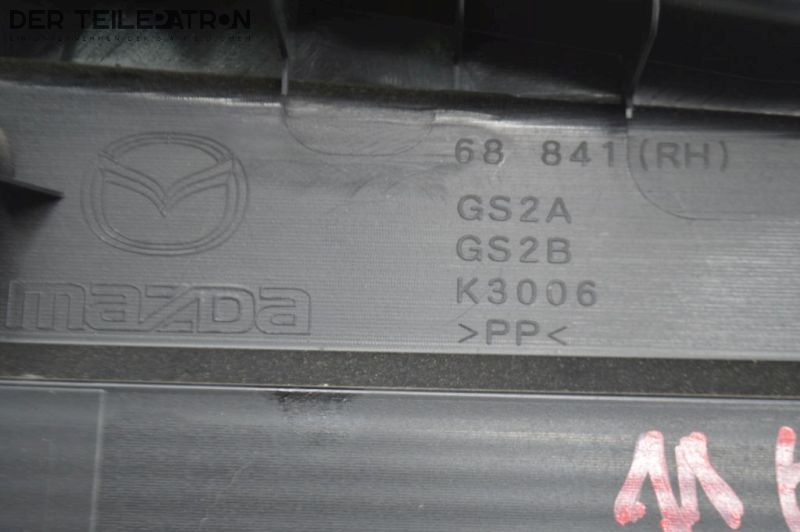 DER TEILEPATRON
68 841 (RH)
GS2A
GS2B
K3006
mazda
>PP<